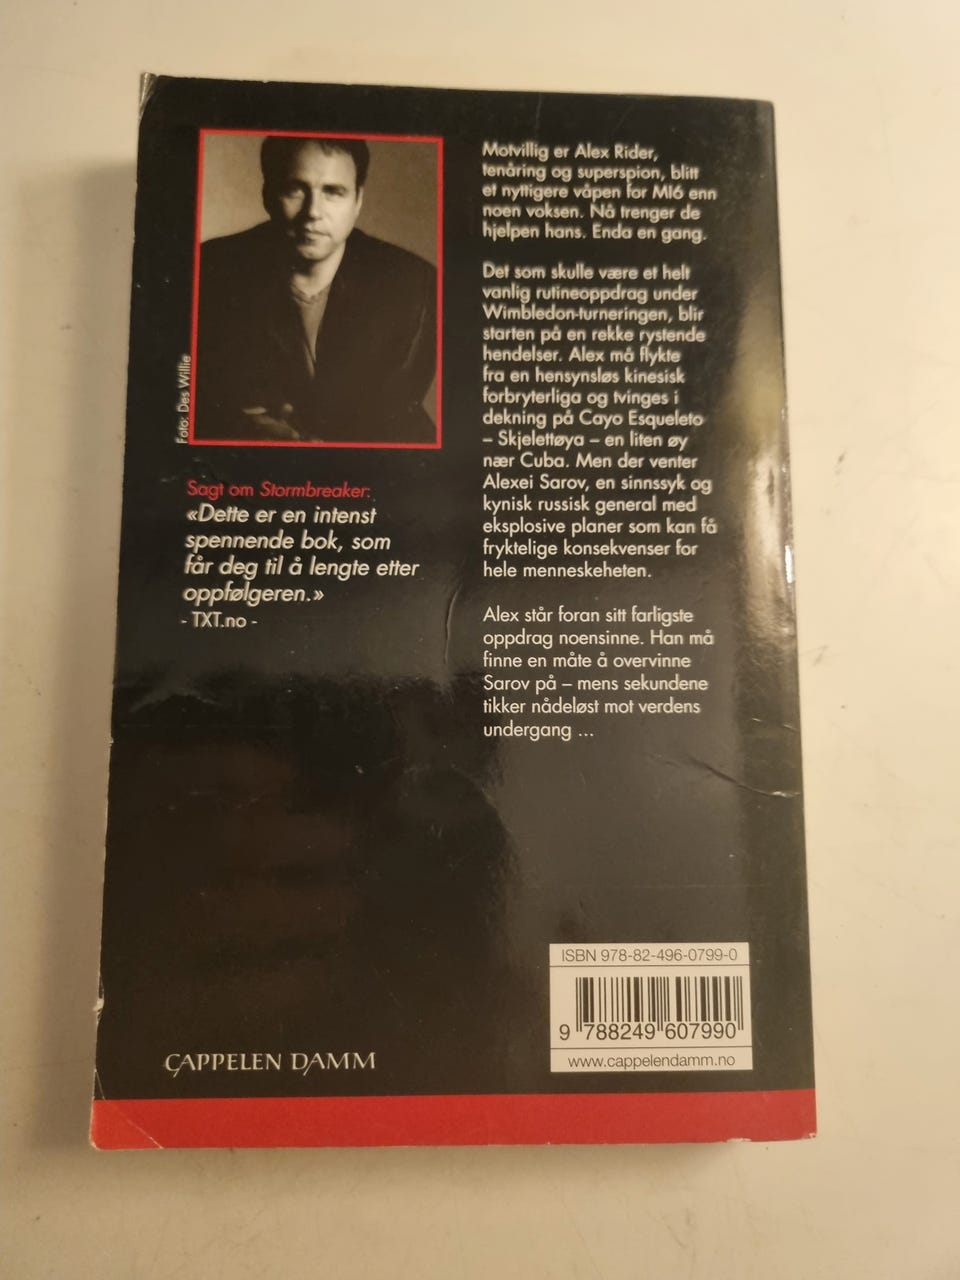 Foto: Des Willie
Sagt om Stormbreaker:
«Dette er en intenst
spennende bok, som
får deg til å lengte etter
oppfølgeren.»
- TXT.no -
Motvillig er Alex Rider,
tenåring og superspion, blitt
et nyttigere våpen for MI6 enn
noen voksen. Nå trenger de
hjelpen hans. Enda en gang.
Det som skulle være et helt
vanlig rutineoppdrag under
Wimbledon-turneringen, blir
starten på en rekke rystende
hendelser. Alex må flykte
fra en hensynsløs kinesisk
forbryterliga og tvinges i
dekning på Cayo Esqueleto
– Skjelettøya – en liten øy
nær Cuba. Men der venter
Alexei Sarov, en sinnssyk og
kynisk russisk general med
eksplosive planer som kan få
fryktelige konsekvenser for
hele menneskeheten.
Alex står foran sitt farligste
oppdrag noensinne. Han må
finne en måte å overvinne
Sarov på – mens sekundene
tikker nådeløst mot verdens
undergang ...
CAPPELEN DAMM
ISBN 978-82-496-0799-0
9 788249 607990
www.cappelendamm.no